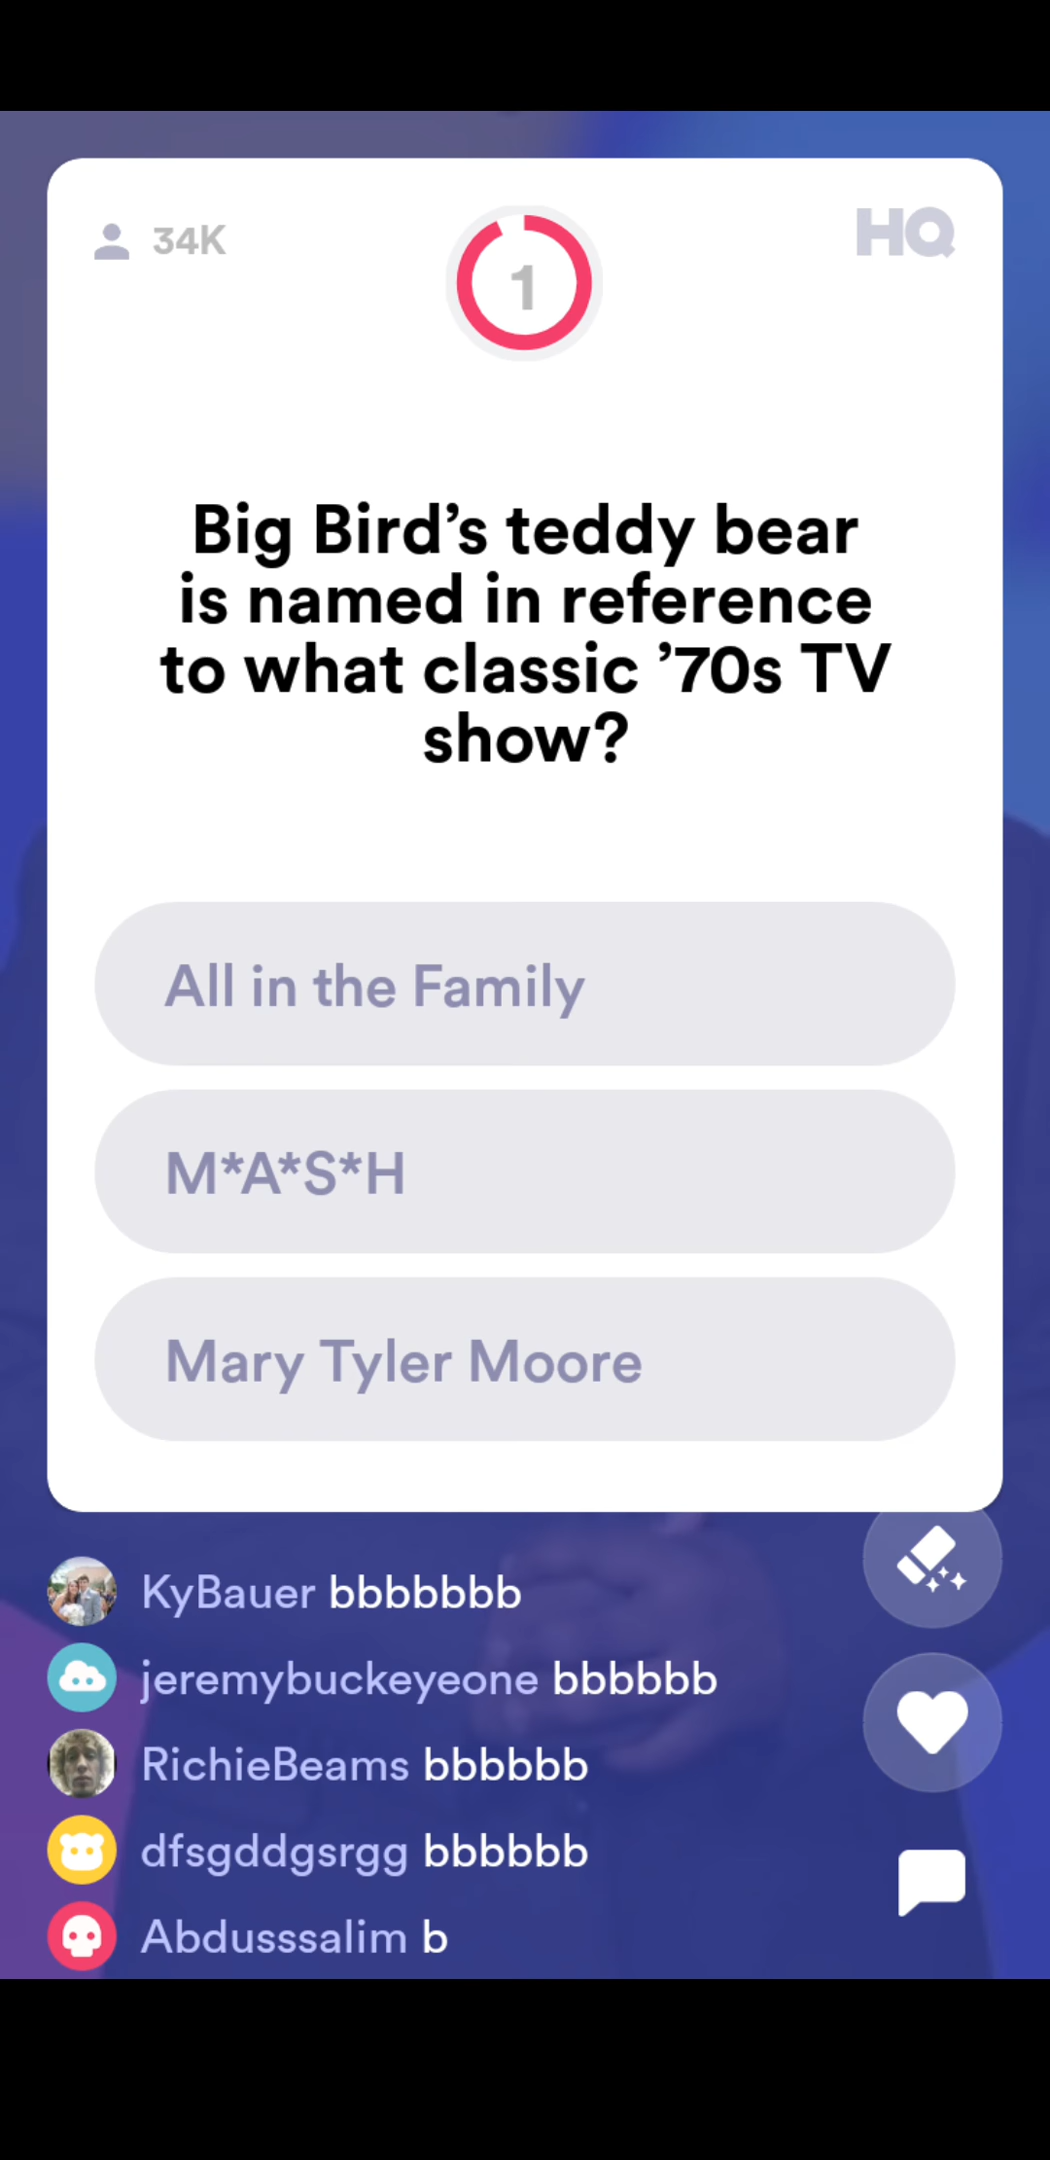 34K
1
HQ
Big Bird’s teddy bear
is named in reference
to what classic ’70s TV
show?
All in the Family
M*A*S*H
Mary Tyler Moore
KyBauer bbbbbbb
jeremybuckeyeone bbbbbb
RichieBeams bbbbbb
dfsgddgsrgg bbbbbb
Abdusssalim b